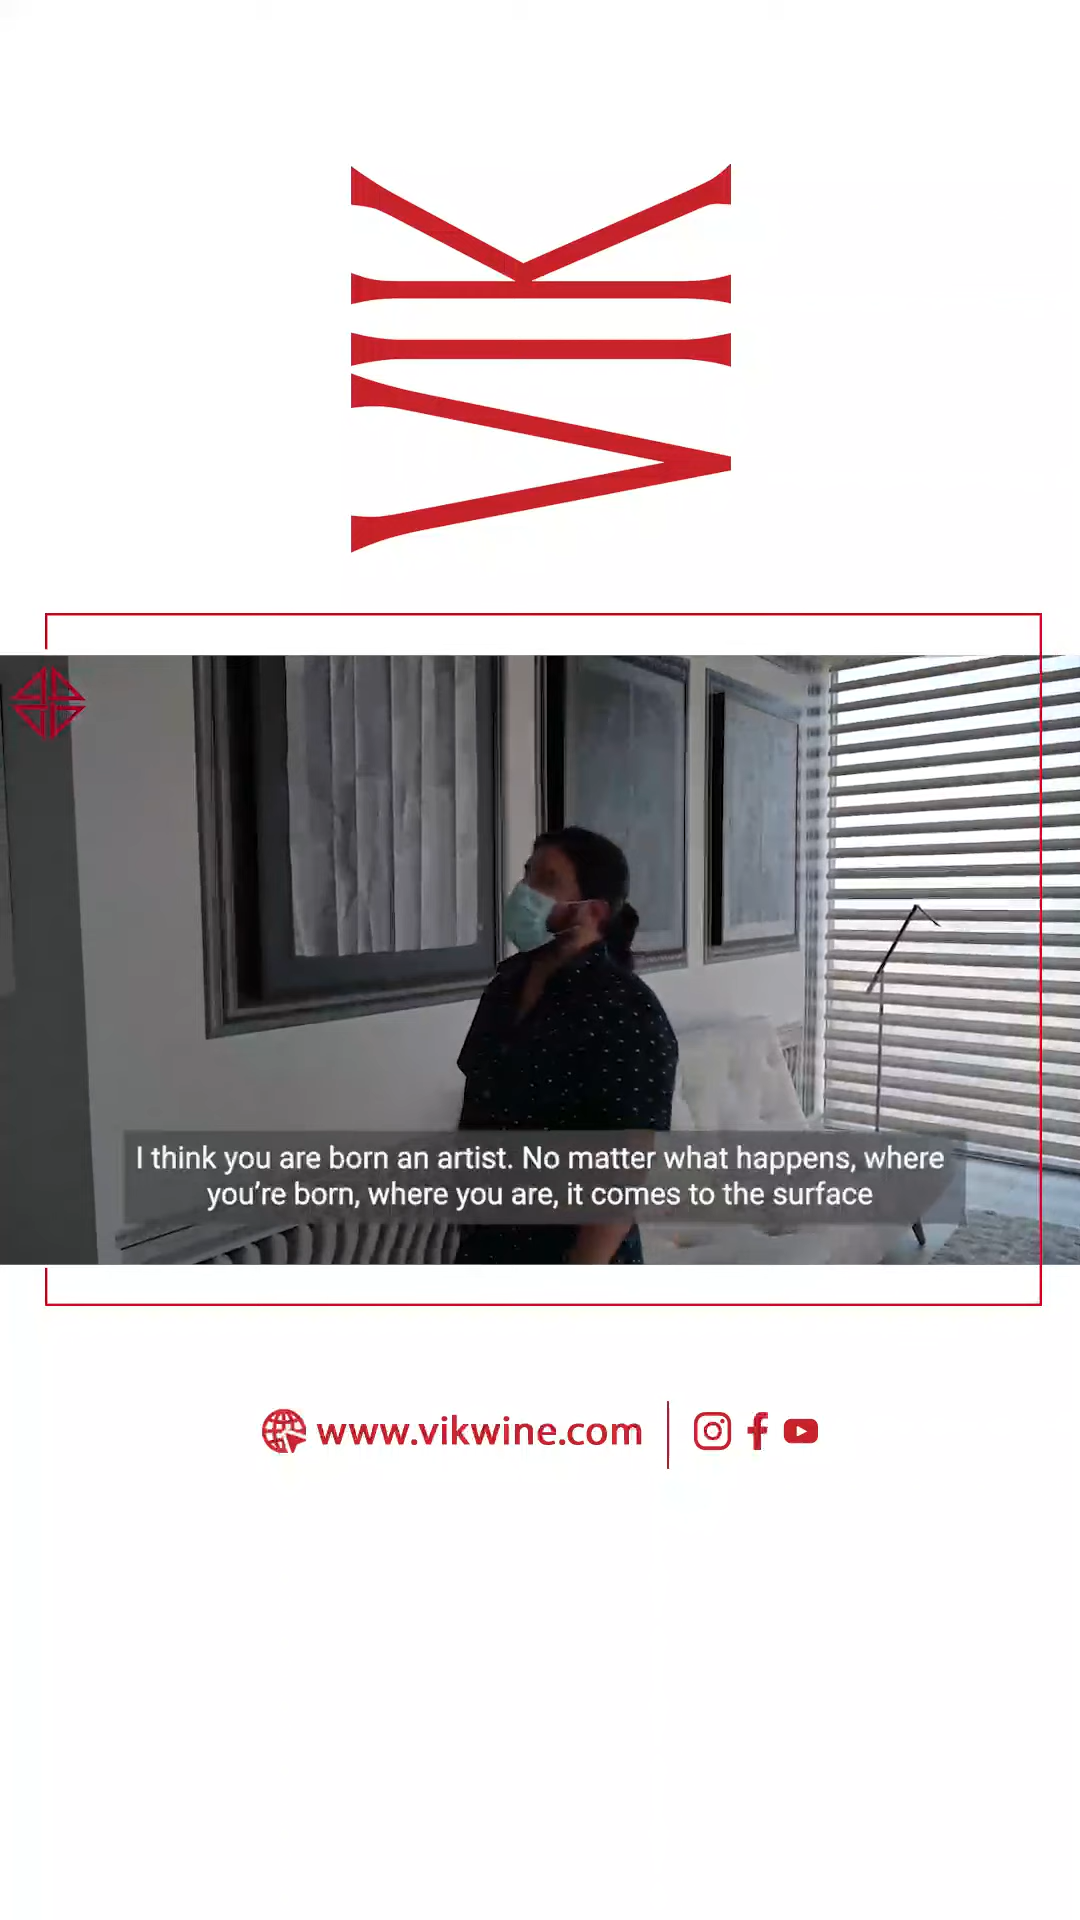 VIK
I think you are born an artist. No matter what happens, where
you’re born, where you are, it comes to the surface
www.vikwine.com